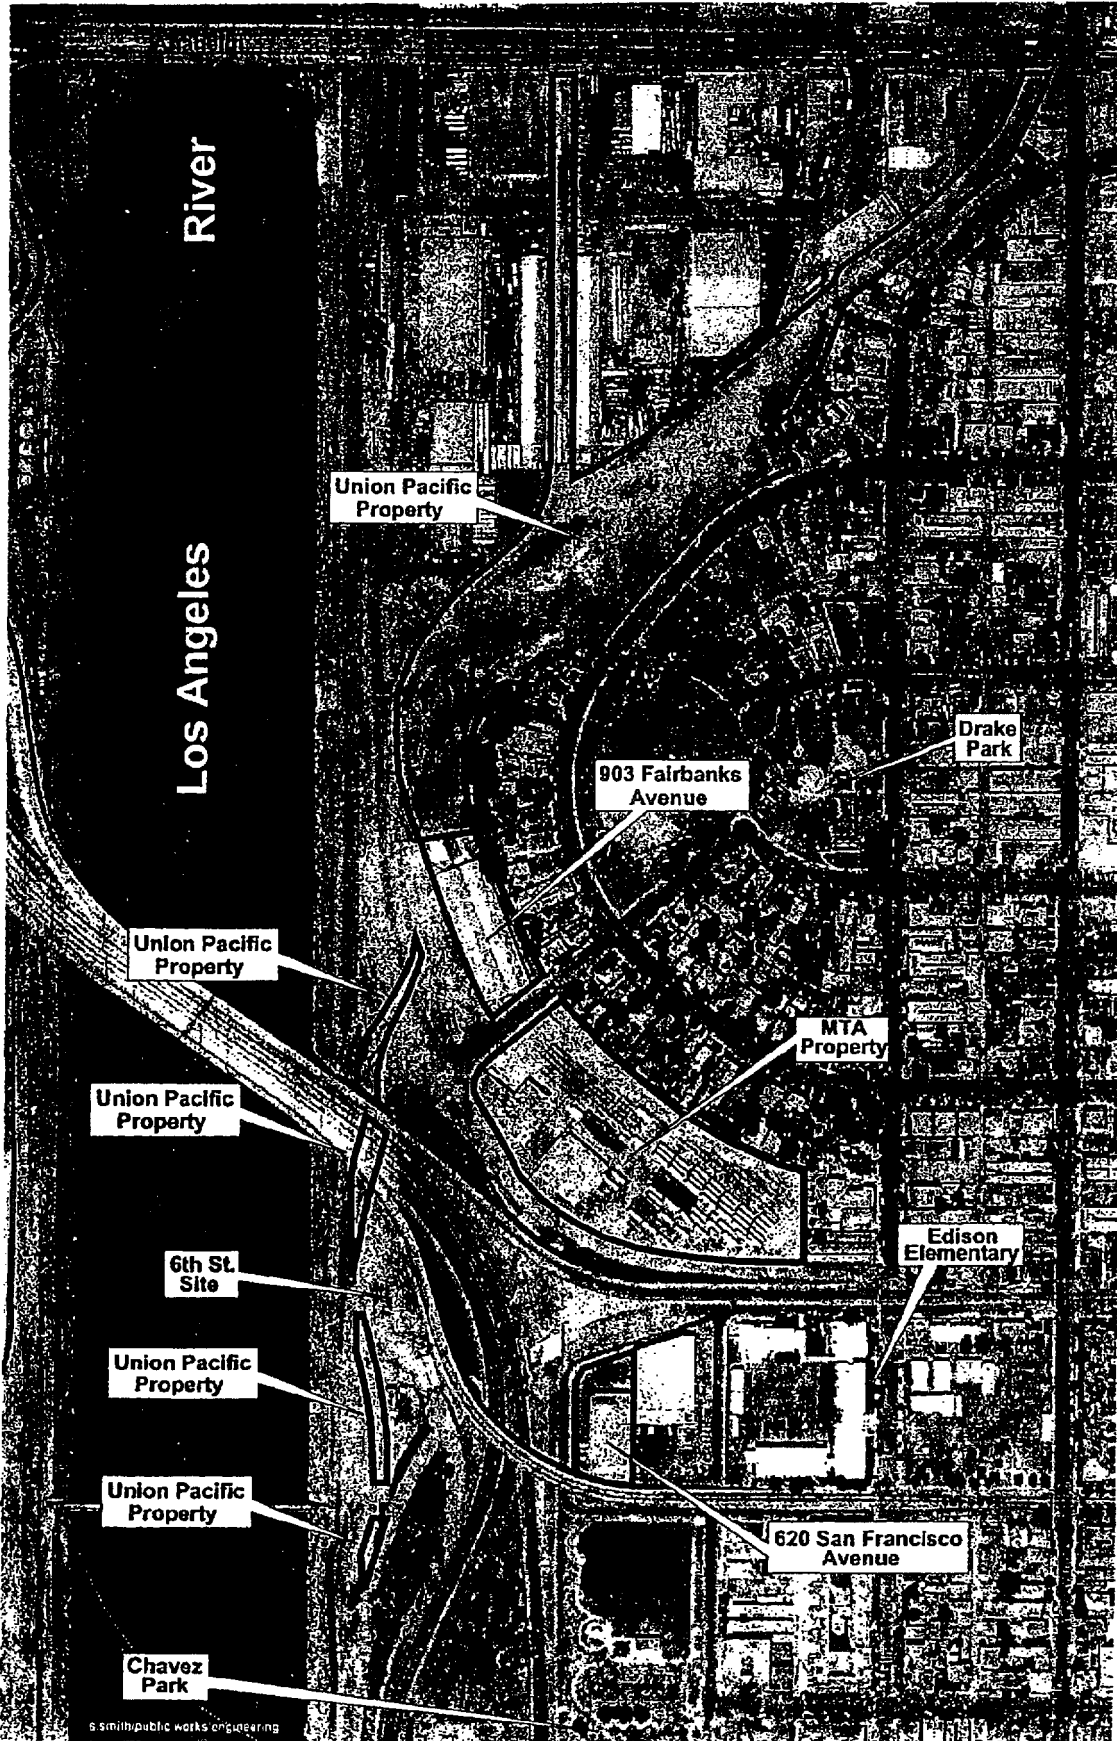 River
Los Angeles
Union Pacific
Property
Drake
Park
903 Fairbanks
Avenue
Union Pacific
Property
MTA
Property
Union Pacific
Property
Edison
Elementary
6th St.
Site
Union Pacific
Property
Union Pacific
Property
620 San Francisco
Avenue
Chavez
Park
s.smith/public works engineering